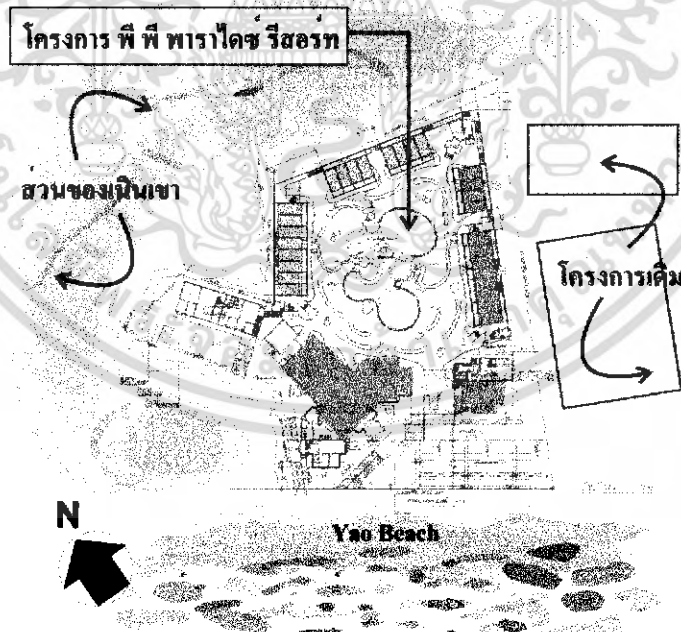 โครงการ พี พี พาราไดซ์ รีสอร์ท
ส่วนของเนินเขา
โครงการเดิม
N
Yao Beach